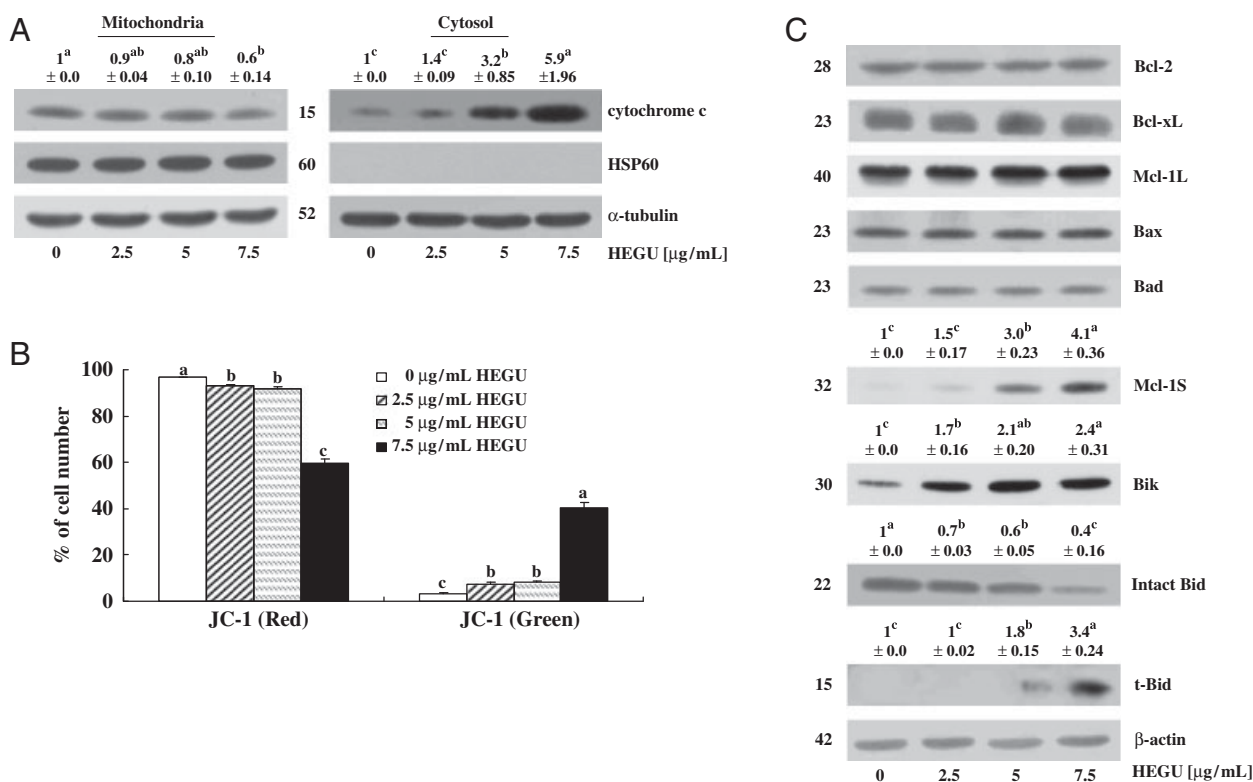 A
Mitochondria
Cytosol
1a 0.9ab 0.8ab 0.6b
± 0.0 ± 0.04 ± 0.10 ± 0.14
1c 1.4c 3.2b 5.9a
± 0.0 ± 0.09 ± 0.85 ±1.96
15 cytochrome c
60 HSP60
52 α-tubulin
0 2.5 5 7.5 0 2.5 5 7.5 HEGU [μg/mL]
B
% of cell number
100
80
60
40
20
0
a b b c
c b b a
0 μg/mL HEGU
2.5 μg/mL HEGU
5 μg/mL HEGU
7.5 μg/mL HEGU
JC-1 (Red) JC-1 (Green)
C
28 Bcl-2
23 Bcl-xL
40 Mcl-1L
23 Bax
23 Bad
1c 1.5c 3.0b 4.1a
± 0.0 ± 0.17 ± 0.23 ± 0.36
32 Mcl-1S
1c 1.7b 2.1ab 2.4a
± 0.0 ± 0.16 ± 0.20 ± 0.31
30 Bik
1a 0.7b 0.6b 0.4c
± 0.0 ± 0.03 ± 0.05 ± 0.16
22 Intact Bid
1c 1c 1.8b 3.4a
± 0.0 ± 0.02 ± 0.15 ± 0.24
15 t-Bid
42 β-actin
0 2.5 5 7.5 HEGU [μg/mL]